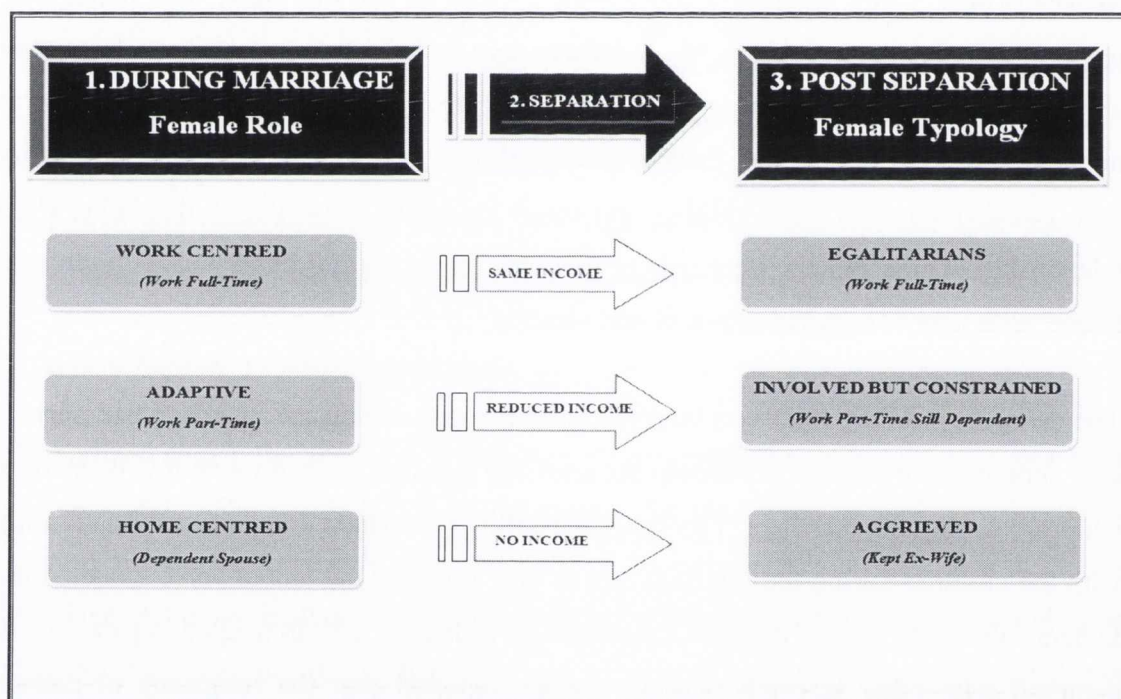 1. DURING MARRIAGE
Female Role
2. SEPARATION
3. POST SEPARATION
Female Typology
WORK CENTRED
(Work Full-Time)
SAME INCOME
EGALITARIANS
(Work Full-Time)
ADAPTIVE
(Work Part-Time)
REDUCED INCOME
INVOLVED BUT CONSTRAINED
(Work Part-Time Still Dependent)
HOME CENTRED
(Dependent Spouse)
NO INCOME
AGGRIEVED
(Kept Ex-Wife)